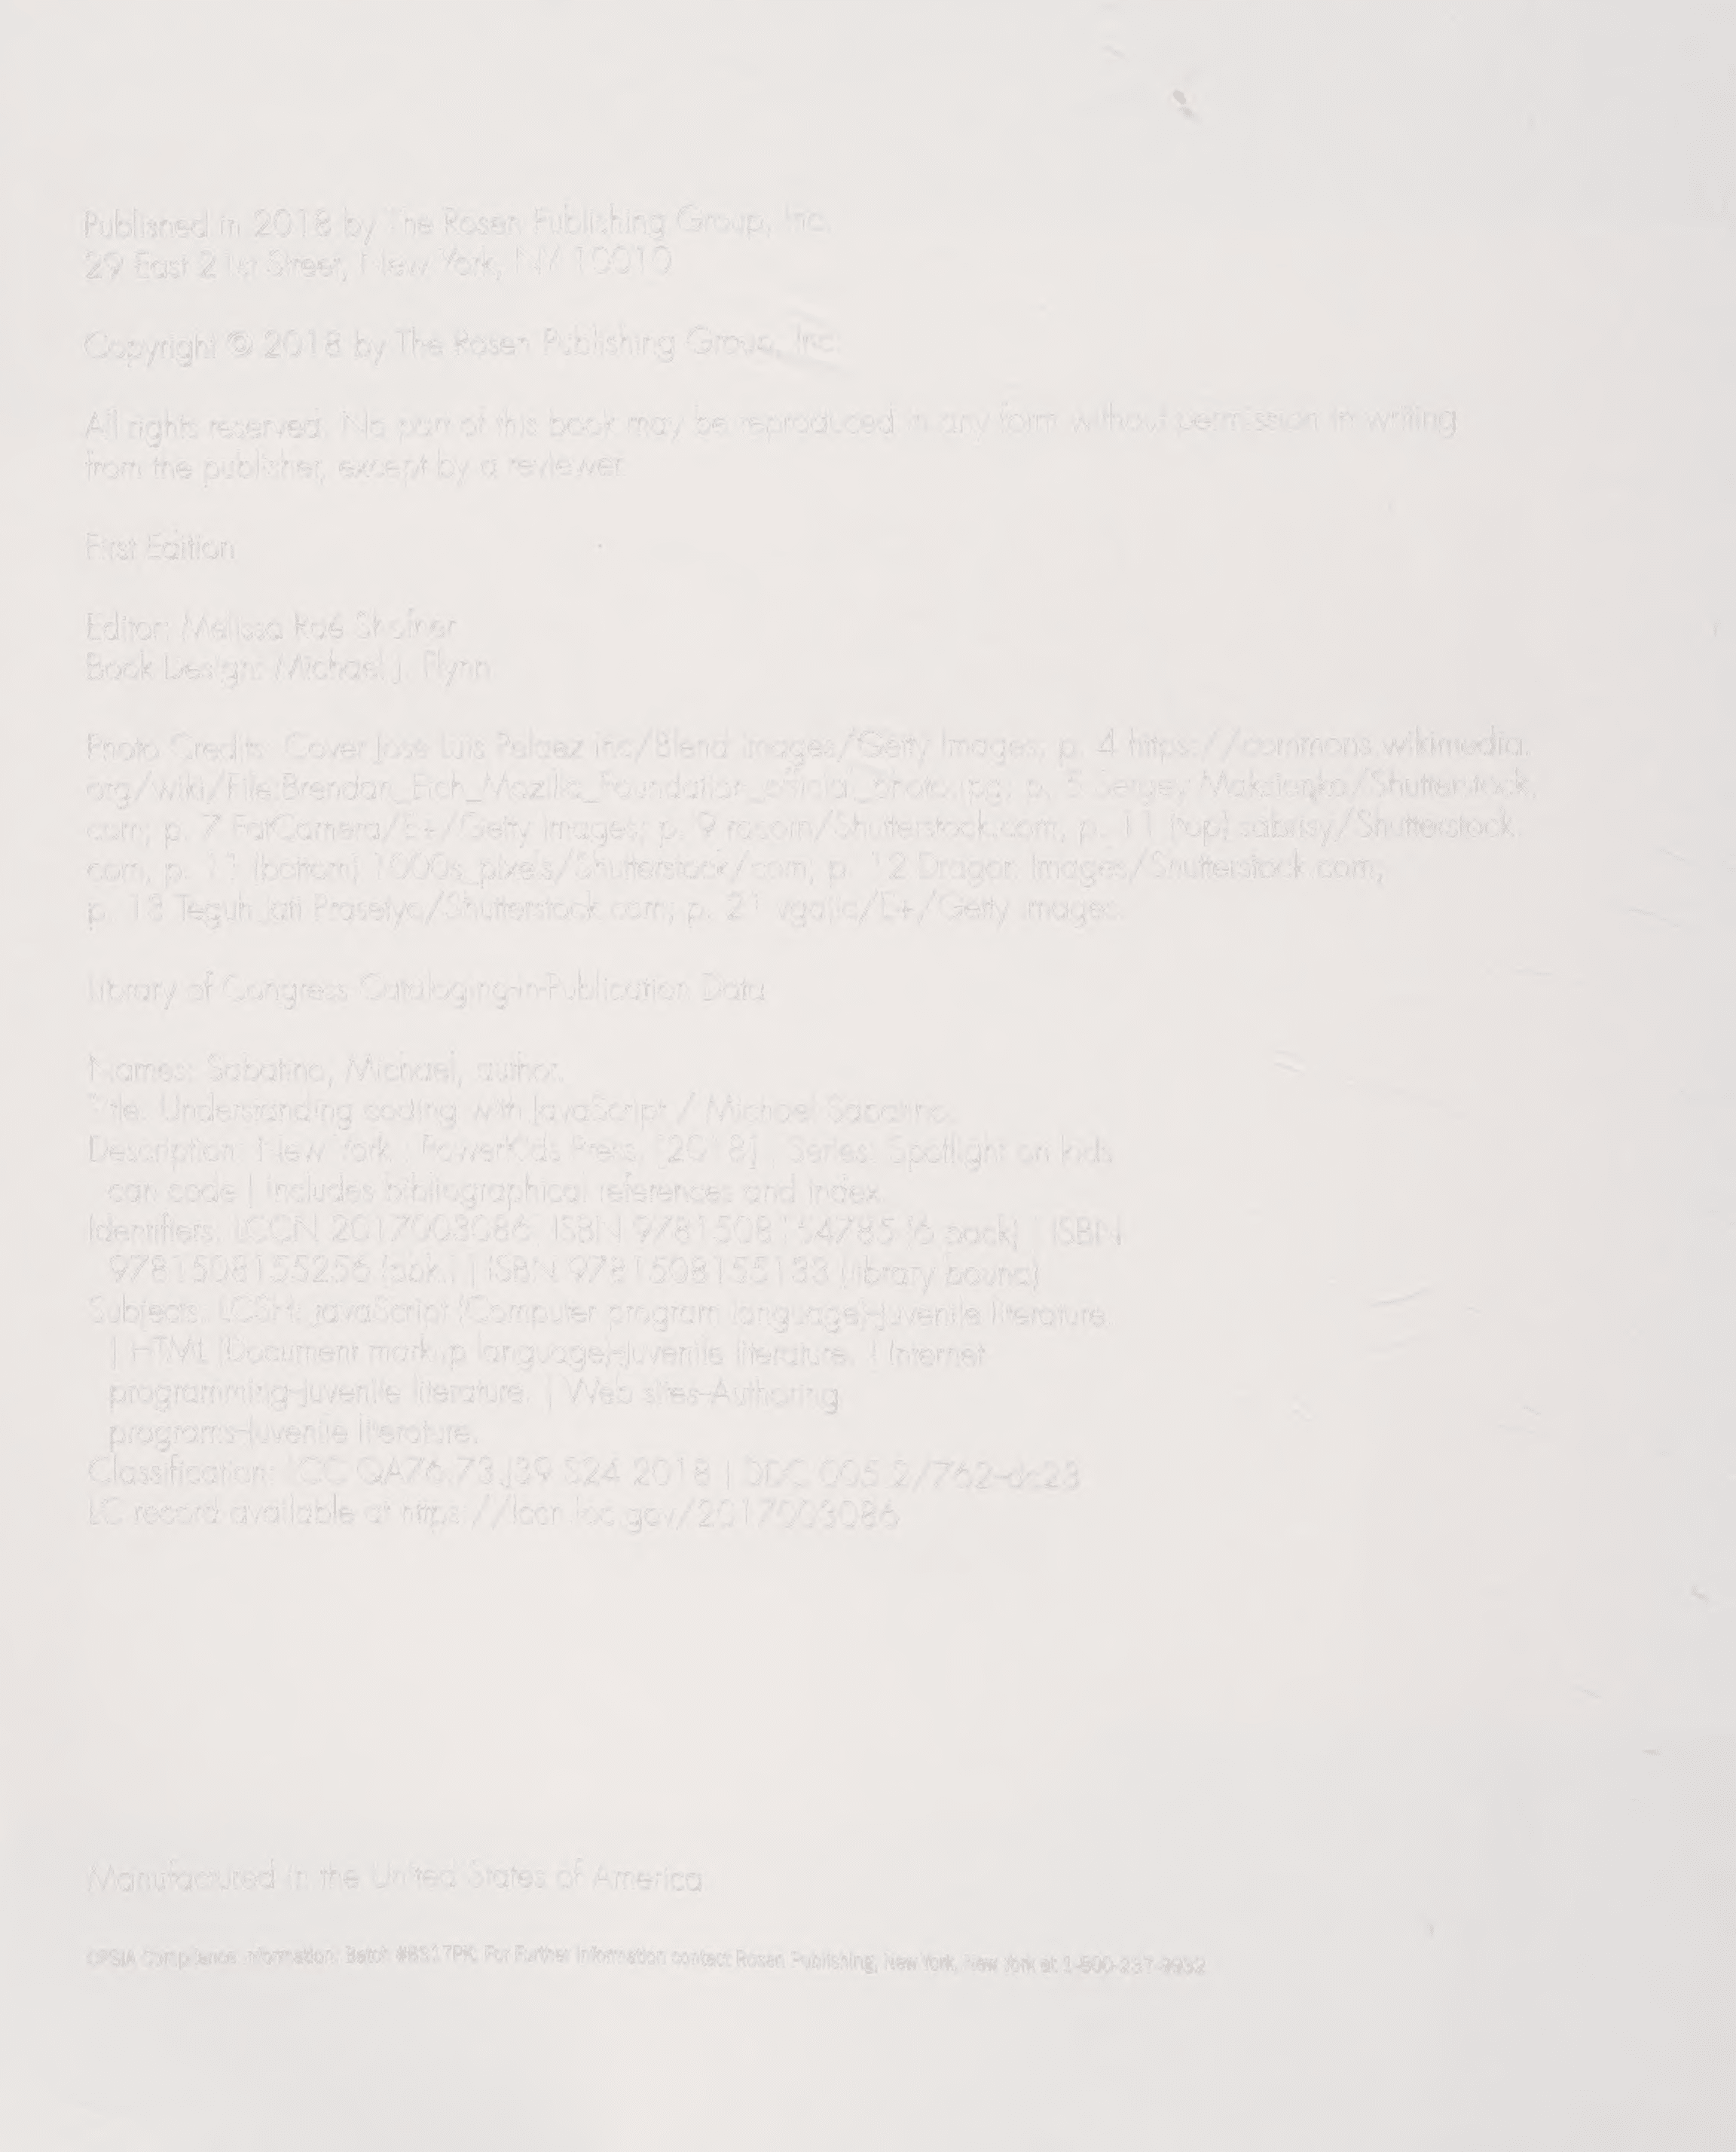 Published in 2018 by The Rosen Publishing Group, Inc.
29 East 21st Street, New York, NY 10010
Copyright © 2018 by The Rosen Publishing Group, Inc.
All rights reserved. No part of this book may be reproduced in any form without permission in writing
from the publisher, except by a reviewer.
First Edition
Editor: Melissa Raé Shofner
Book Design: Michael J. Flynn
Photo Credits: Cover Jose Luis Pelaez Inc/Blend Images/Getty Images; p. 4 https://commons.wikimedia.
org/wiki/File:Brendan_Eich_Mozilla_Foundation_official_photo.jpg; p. 5 Sergey Maksienko/Shutterstock.
com; p. 7 FatCamera/E+/Getty Images; p. 9 rosom/Shutterstock.com; p. 11 (top) sabrisy/Shutterstock.
com; p. 11 (bottom) 1000s_pixels/Shutterstock/com; p. 12 Dragon Images/Shutterstock.com;
p. 13 Teguh Jati Prasetyo/Shutterstock.com; p. 21 vgajic/E+/Getty Images.
Library of Congress Cataloging-in-Publication Data
Names: Sabatino, Michael, author.
Title: Understanding coding with JavaScript / Michael Sabatino.
Description: New York : PowerKids Press, [2018] | Series: Spotlight on kids
can code | Includes bibliographical references and index.
Identifiers: LCCN 2017003086| ISBN 9781508154785 (6 pack) | ISBN
9781508155256 (pbk.) | ISBN 9781508155133 (library bound)
Subjects: LCSH: JavaScript (Computer program language)-Juvenile literature.
| HTML (Document markup language)-Juvenile literature. | Internet
programming-Juvenile literature. | Web sites-Authoring
programs-Juvenile literature.
Classification: LCC QA76.73.J39 S24 2018 | DDC 005.2/762-dc23
LC record available at https://lccn.loc.gov/2017003086
Manufactured in the United States of America
CPSIA Compliance Information: Batch #BS17PK: For Further Information contact Rosen Publishing, New York, New York at 1-800-237-9932